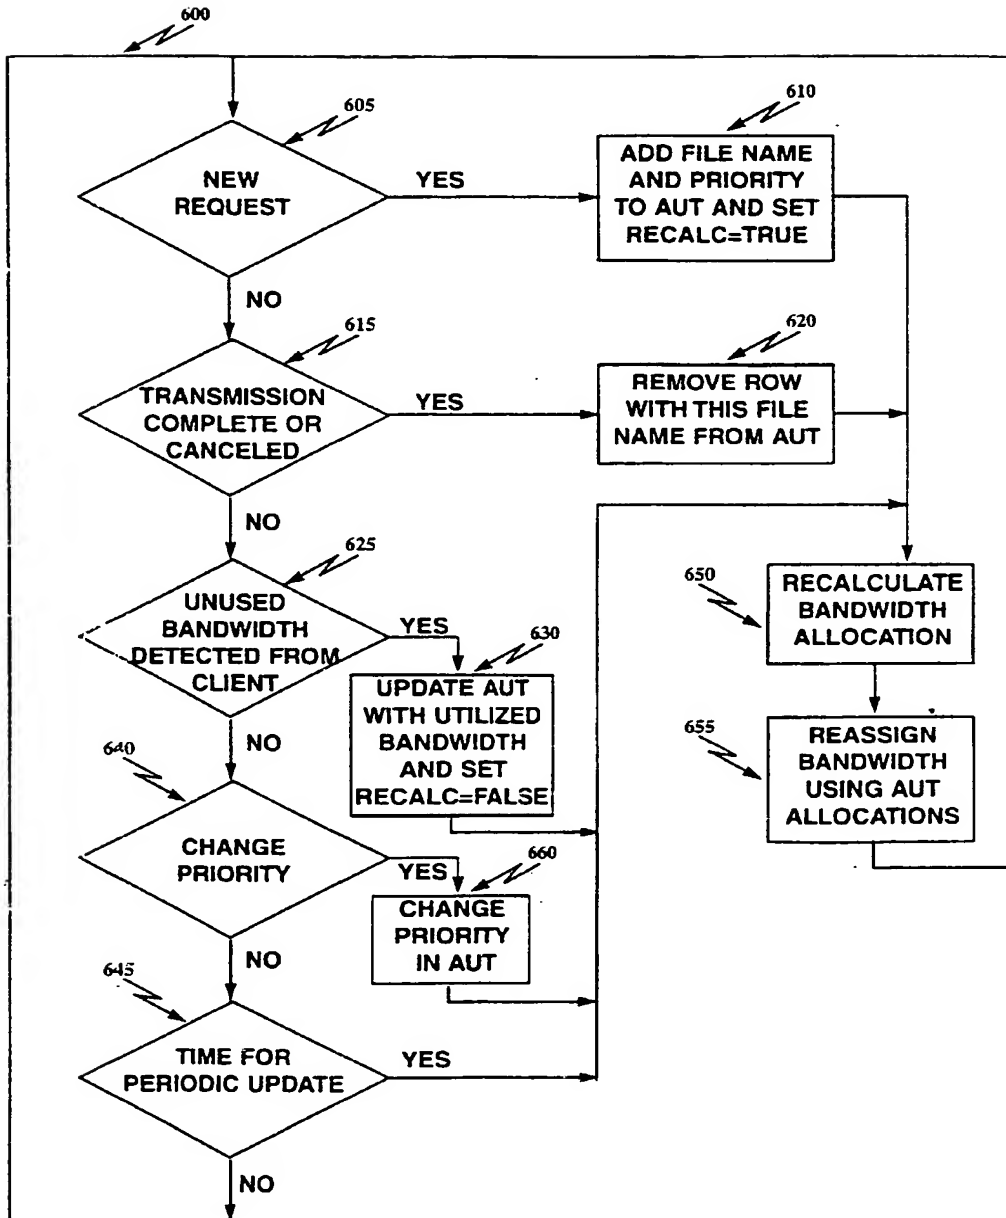 600
605
610
NEW
REQUEST
YES
ADD FILE NAME
AND PRIORITY
TO AUT AND SET
RECALC=TRUE
NO
615
620
TRANSMISSION
COMPLETE OR
CANCELED
YES
REMOVE ROW
WITH THIS FILE
NAME FROM AUT
NO
625
UNUSED
BANDWIDTH
DETECTED FROM
CLIENT
YES
630
UPDATE AUT
WITH UTILIZED
BANDWIDTH
AND SET
RECALC=FALSE
650
RECALCULATE
BANDWIDTH
ALLOCATION
NO
640
655
REASSIGN
BANDWIDTH
USING AUT
ALLOCATIONS
CHANGE
PRIORITY
YES
660
CHANGE
PRIORITY
IN AUT
NO
645
TIME FOR
PERIODIC UPDATE
YES
NO